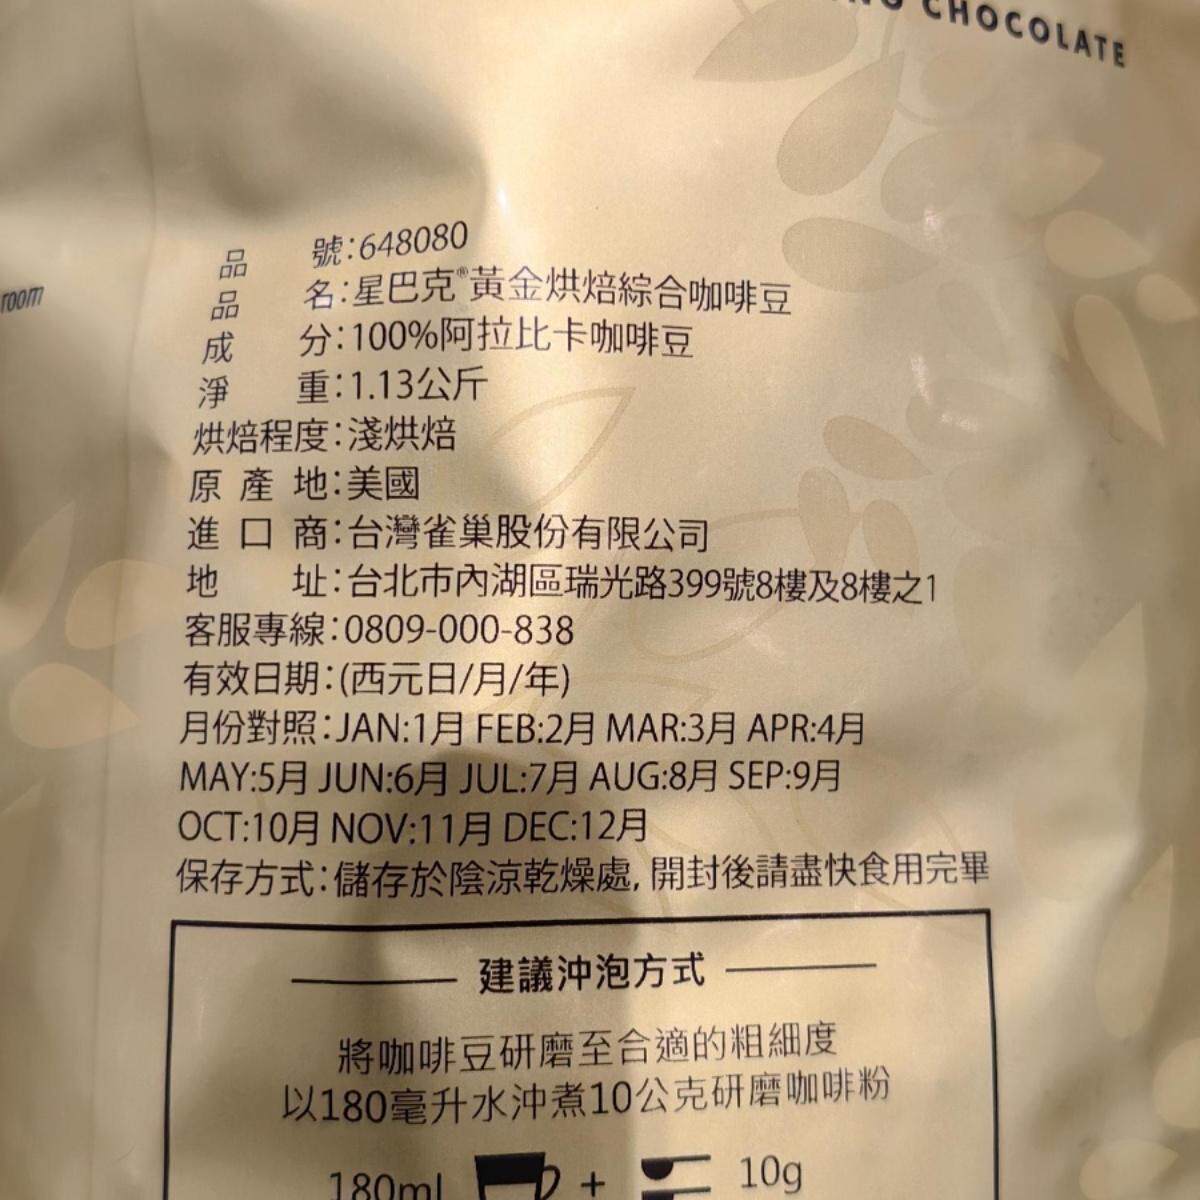 CHOCOLATE
room
品 號:648080
品 名:星巴克®黃金烘焙綜合咖啡豆
成 分:100%阿拉比卡咖啡豆
淨 重:1.13公斤
烘焙程度:淺烘焙
原 產 地:美國
進 口 商:台灣雀巢股份有限公司
地 址:台北市內湖區瑞光路399號8樓及8樓之1
客服專線:0809-000-838
有效日期:(西元日/月/年)
月份對照:JAN:1月 FEB:2月 MAR:3月 APR:4月
MAY:5月 JUN:6月 JUL:7月 AUG:8月 SEP:9月
OCT:10月 NOV:11月 DEC:12月
保存方式:儲存於陰涼乾燥處, 開封後請盡快食用完畢
建議沖泡方式
將咖啡豆研磨至合適的粗細度
以180毫升水沖煮10公克研磨咖啡粉
180ml + 10g